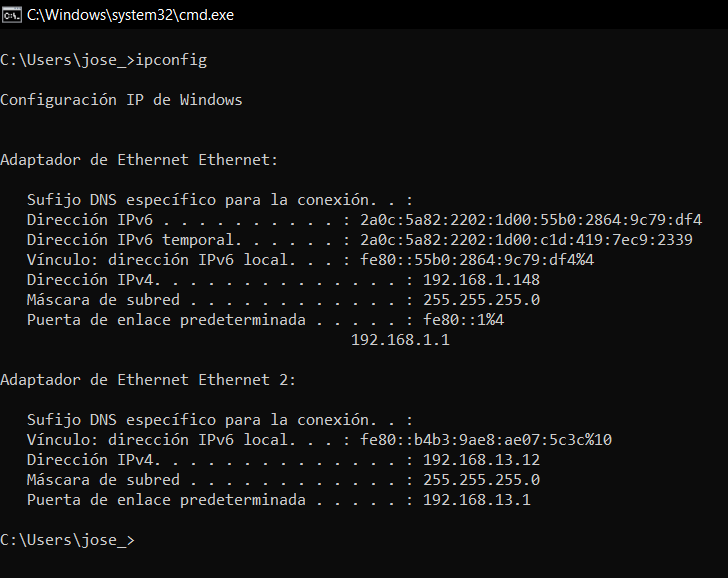 C:\Windows\system32\cmd.exe
C:\Users\jose_>ipconfig
Configuración IP de Windows
Adaptador de Ethernet Ethernet:
Sufijo DNS específico para la conexión. . :
Dirección IPv6 . . . . . . . . . . : 2a0c:5a82:2202:1d00:55b0:2864:9c79:df4
Dirección IPv6 temporal. . . . . . : 2a0c:5a82:2202:1d00:c1d:419:7ec9:2339
Vínculo: dirección IPv6 local. . . : fe80::55b0:2864:9c79:df4%4
Dirección IPv4. . . . . . . . . . . . . . : 192.168.1.148
Máscara de subred . . . . . . . . . . . . : 255.255.255.0
Puerta de enlace predeterminada . . . . . : fe80::1%4
192.168.1.1
Adaptador de Ethernet Ethernet 2:
Sufijo DNS específico para la conexión. . :
Vínculo: dirección IPv6 local. . . : fe80::b4b3:9ae8:ae07:5c3c%10
Dirección IPv4. . . . . . . . . . . . . . : 192.168.13.12
Máscara de subred . . . . . . . . . . . . : 255.255.255.0
Puerta de enlace predeterminada . . . . . : 192.168.13.1
C:\Users\jose_>